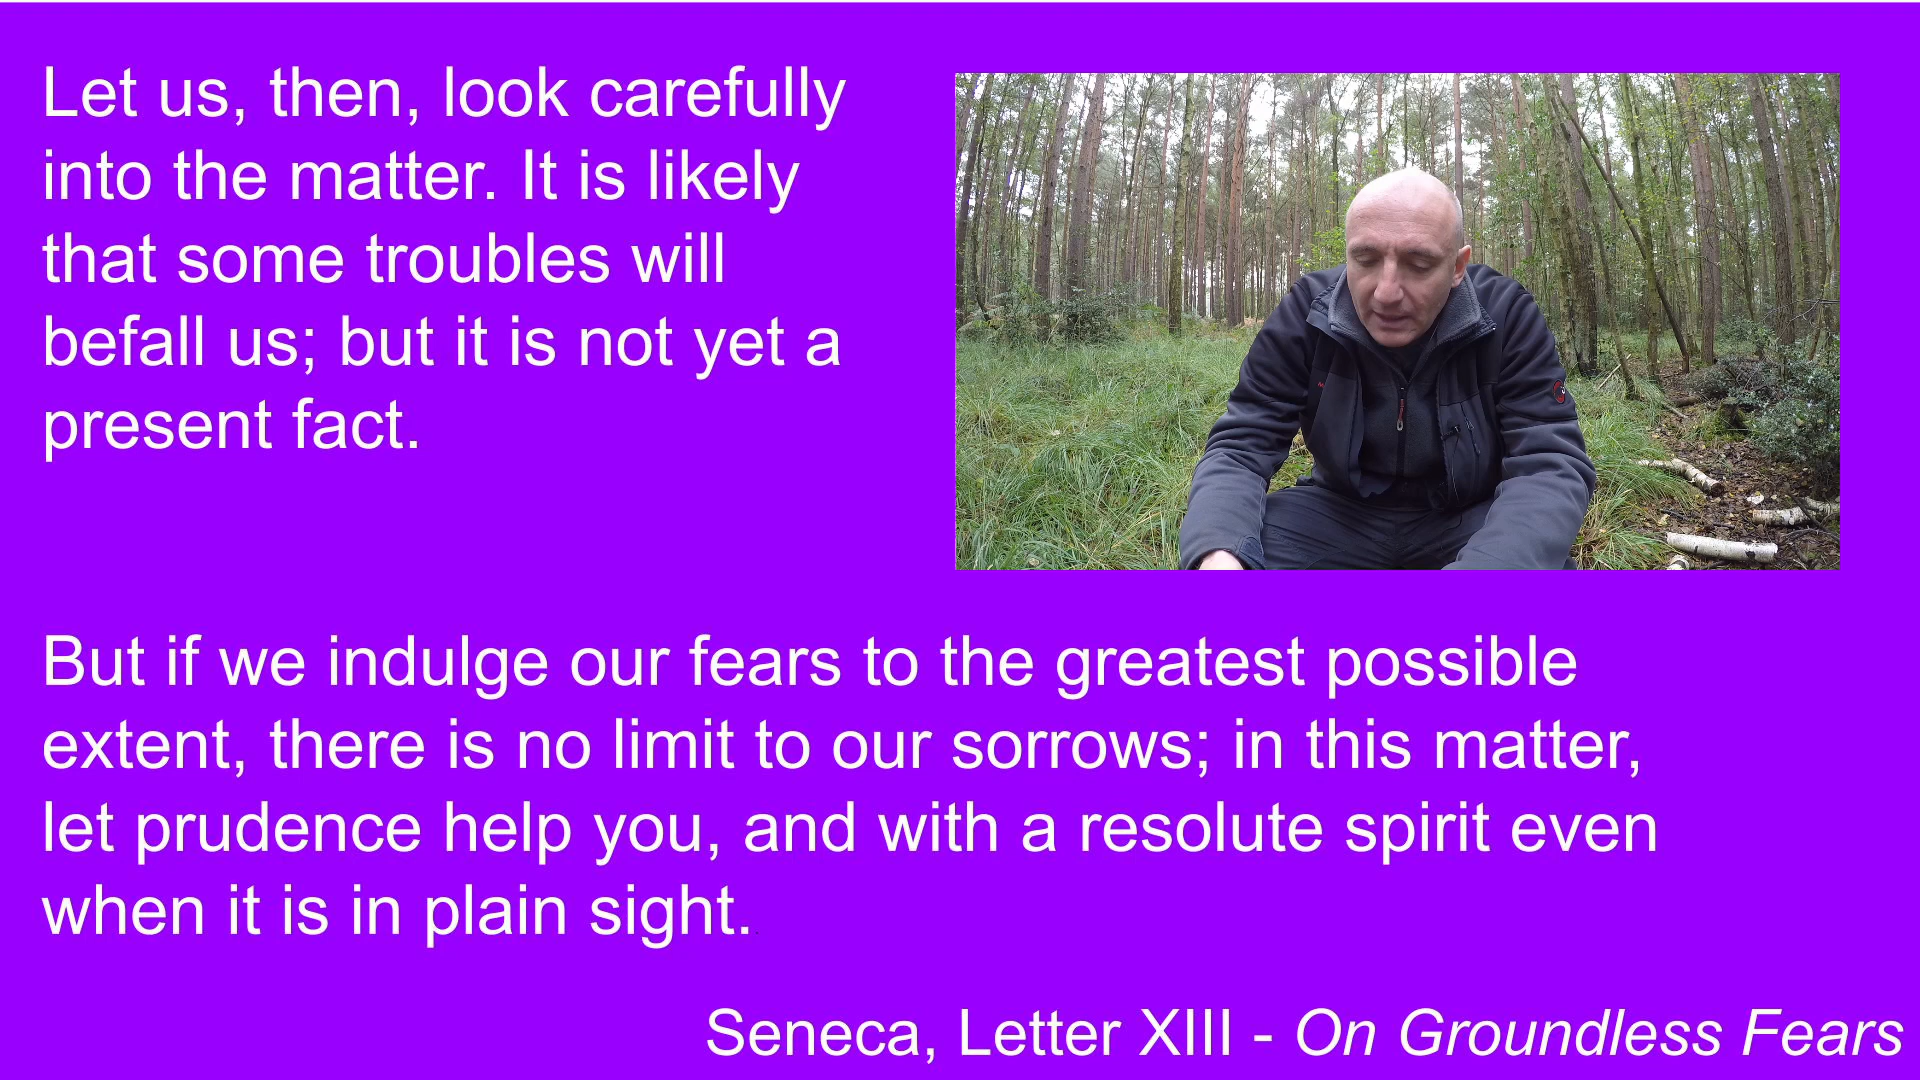 Let us, then, look carefully
into the matter. It is likely
that some troubles will
befall us; but it is not yet a
present fact.
But if we indulge our fears to the greatest possible
extent, there is no limit to our sorrows; in this matter,
let prudence help you, and with a resolute spirit even
when it is in plain sight.
Seneca, Letter XIII - On Groundless Fears